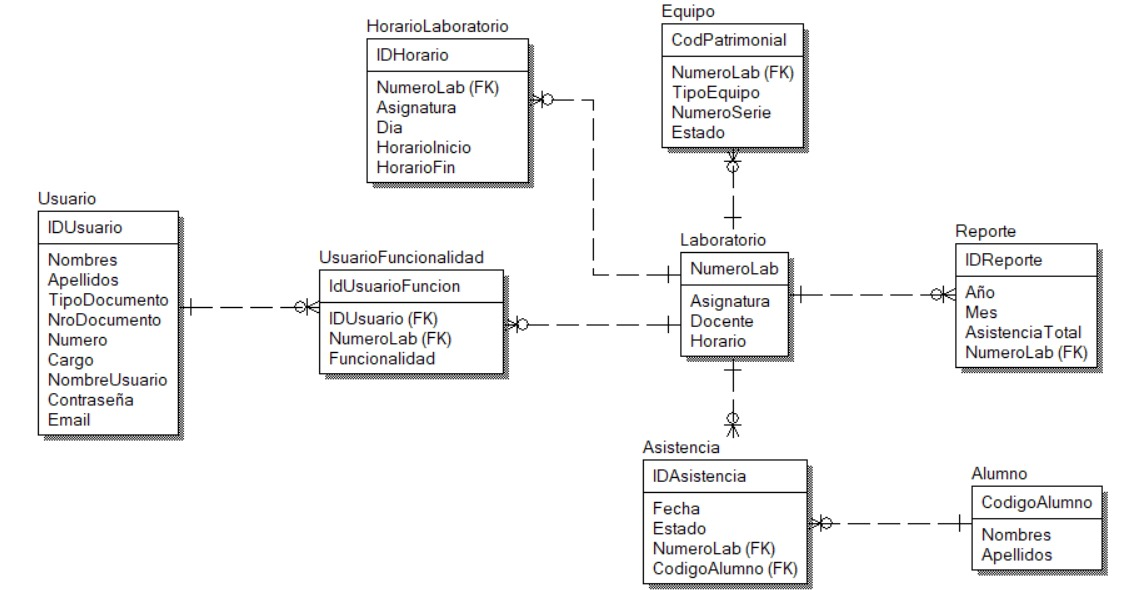 HorarioLaboratorio
IDHorario
NumeroLab (FK)
Asignatura
Dia
HorarioInicio
HorarioFin
Equipo
CodPatrimonial
NumeroLab (FK)
TipoEquipo
NumeroSerie
Estado
Usuario
IDUsuario
Nombres
Apellidos
TipoDocumento
NroDocumento
Numero
Cargo
NombreUsuario
Contraseña
Email
UsuarioFuncionalidad
IdUsuarioFuncion
IDUsuario (FK)
NumeroLab (FK)
Funcionalidad
Laboratorio
NumeroLab
Asignatura
Docente
Horario
Reporte
IDReporte
Año
Mes
AsistenciaTotal
NumeroLab (FK)
Asistencia
IDAsistencia
Fecha
Estado
NumeroLab (FK)
CodigoAlumno (FK)
Alumno
CodigoAlumno
Nombres
Apellidos